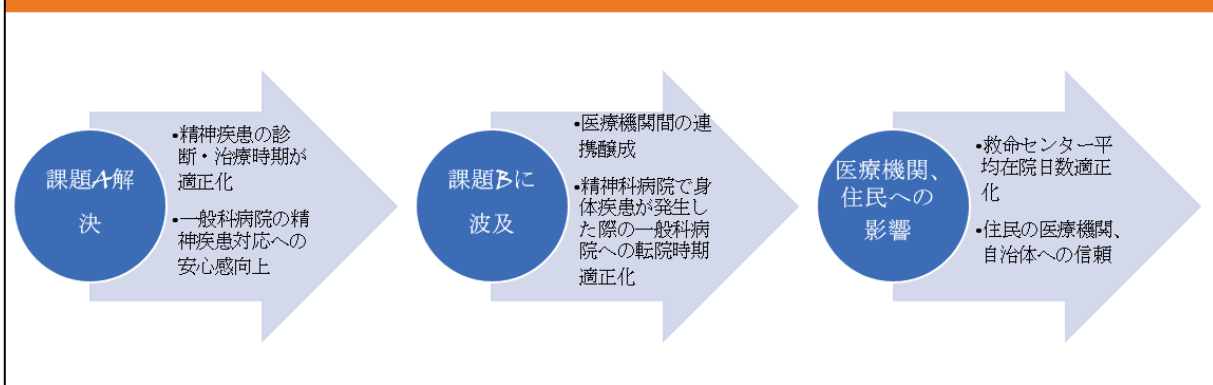 課題A解
決
•精神疾患の診
断・治療時期が
適正化
•一般科病院の精
神疾患対応への
安心感向上
課題Bに
波及
•医療機関間の連
携醸成
•精神科病院で身
体疾患が発生し
た際の一般科病
院への転院時期
適正化
医療機関、
住民への
影響
•救命センター平
均在院日数適正
化
•住民の医療機関、
自治体への信頼